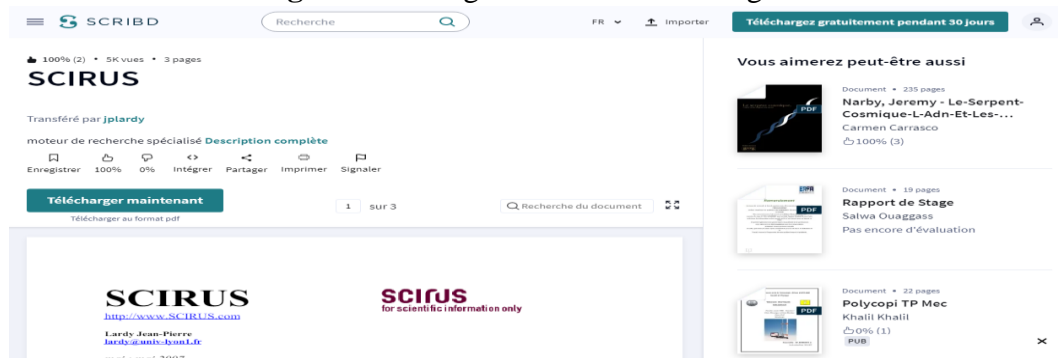 SCRIBD
Recherche
FR
Importer
Téléchargez gratuitement pendant 30 jours
100% (2) • 5K vues • 3 pages
SCIRUS
Transféré par jplardy
moteur de recherche spécialisé Description complète
Enregistrer 100% 0% Intégrer Partager Imprimer Signaler
Télécharger maintenant
Télécharger au format pdf
1 sur 3
Recherche du document
SCIRUS
http://www.SCIRUS.com
Lardy Jean-Pierre
lardy@univ-lyon1.fr
SCIRUS
for scientific information only
Vous aimerez peut-être aussi
Document • 235 pages
Narby, Jeremy - Le-Serpent-
Cosmique-L-Adn-Et-Les-...
Carmen Carrasco
100% (3)
PDF
Document • 19 pages
Rapport de Stage
Salwa Ouaggass
Pas encore d'évaluation
PDF
Document • 22 pages
Polycopi TP Mec
Khalil Khalil
0% (1)
PUB
PDF